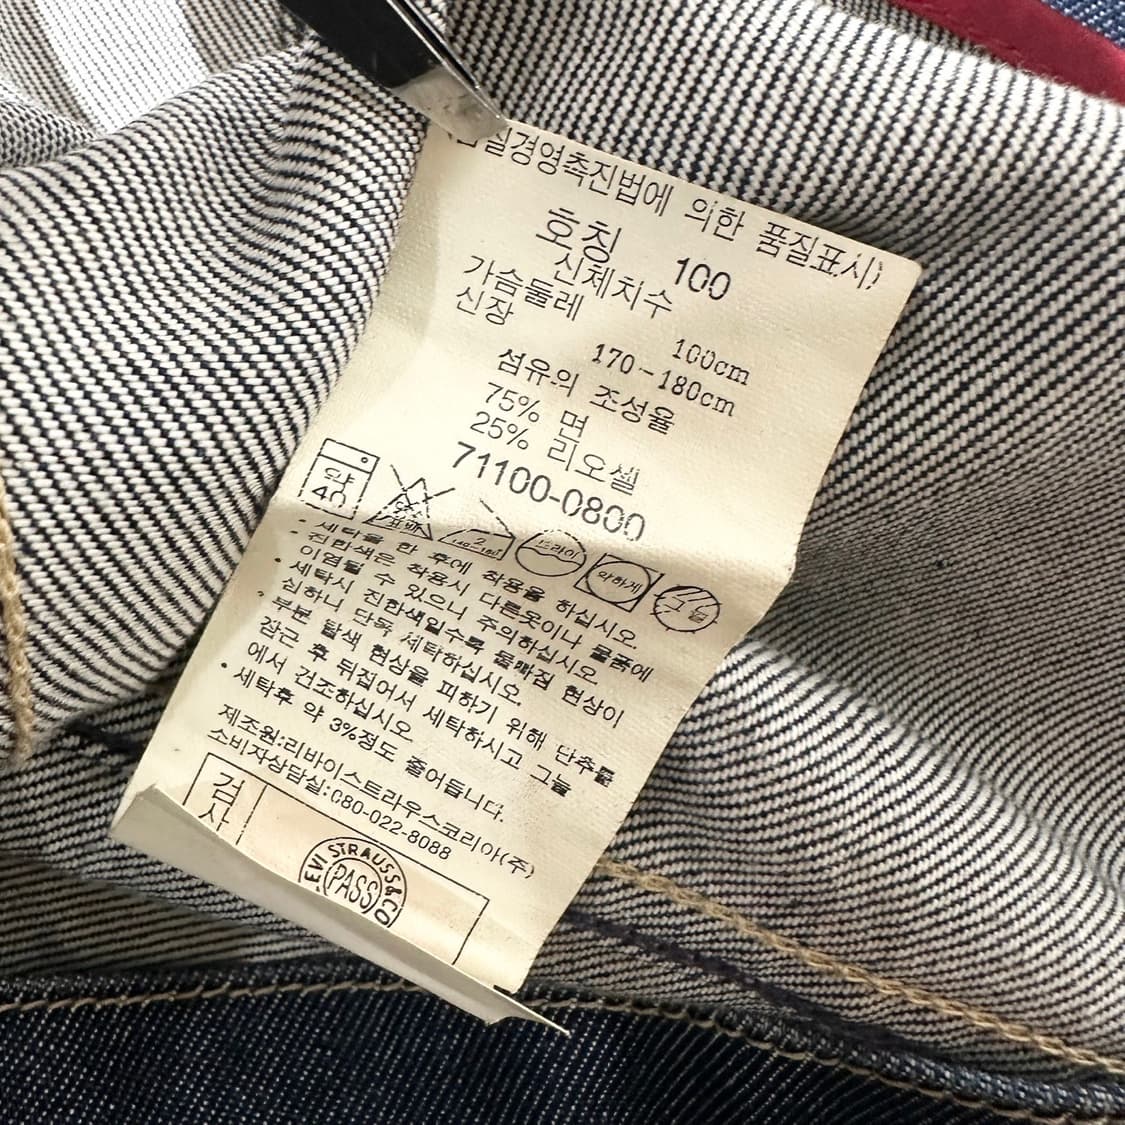 질경영촉진법에 의한 품질표시)
호칭 100
신체치수
가슴둘레 100cm
신장 170-180cm
섬유의 조성율
75% 면
25% 리오셀
71100-0800
약 40
2 140-160
드라이
약하게
그늘
· 세탁을 한 후에 착용을 하십시오.
· 진한색은 착용시 다른옷이나 물품에
이염될 수 있으니 주의하십시오.
· 세탁시 진한색일수록 물빠짐 현상이
심하니 단독 세탁하십시오.
· 부분 탈색 현상을 피하기 위해 단추를
잠근 후 뒤집어서 세탁하시고 그늘
에서 건조하십시오.
· 세탁후 약 3%정도 줄어듭니다.
제조원:리바이스트라우스코리아(주)
소비자상담실:080-022-8088
검사
LEVI STRAUSS & CO
PASS